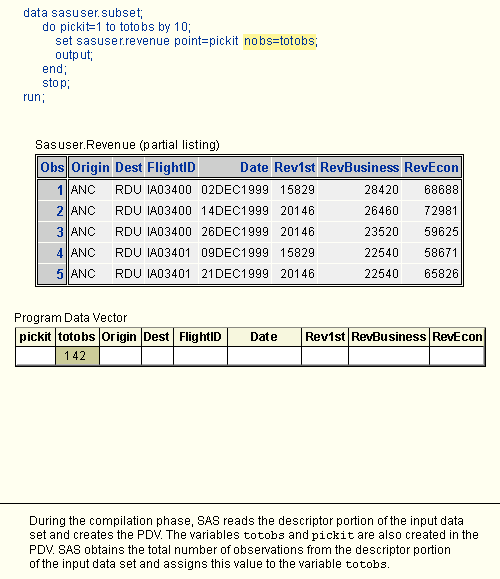 data sasuser.subset;
do pickit=1 to totobs by 10;
set sasuser.revenue point=pickit nobs=totobs;
output;
end;
stop;
run;
Sasuser.Revenue (partial listing)
Obs Origin Dest FlightID Date Rev1st RevBusiness RevEcon
1 ANC RDU IA03400 02DEC1999 15829 28420 68688
2 ANC RDU IA03400 14DEC1999 20146 26460 72981
3 ANC RDU IA03400 26DEC1999 20146 23520 59625
4 ANC RDU IA03401 09DEC1999 15829 22540 58671
5 ANC RDU IA03401 21DEC1999 20146 22540 65826
Program Data Vector
pickit totobs Origin Dest FlightID Date Rev1st RevBusiness RevEcon
142
During the compilation phase, SAS reads the descriptor portion of the input data
set and creates the PDV. The variables totobs and pickit are also created in the
PDV. SAS obtains the total number of observations from the descriptor portion
of the input data set and assigns this value to the variable totobs.